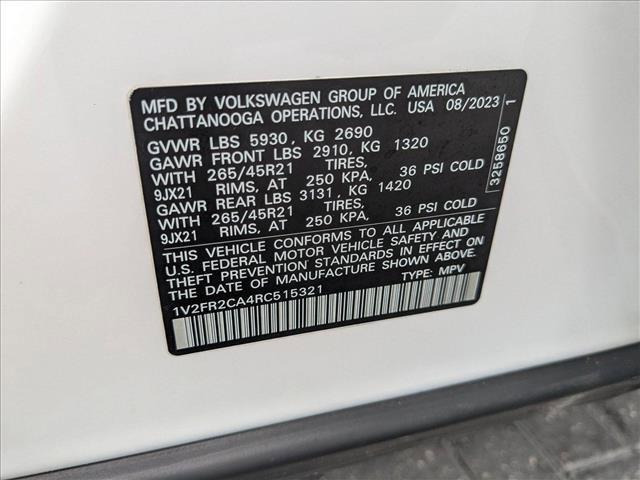 MFD BY VOLKSWAGEN GROUP OF AMERICA
CHATTANOOGA OPERATIONS, LLC. USA 08/2023
GVWR LBS 5930, KG 2690
GAWR FRONT LBS 2910, KG 1320
WITH 265/45R21 TIRES,
9JX21 RIMS, AT 250 KPA, 36 PSI COLD
GAWR REAR LBS 3131, KG 1420
WITH 265/45R21 TIRES,
9JX21 RIMS, AT 250 KPA, 36 PSI COLD
THIS VEHICLE CONFORMS TO ALL APPLICABLE
U.S. FEDERAL MOTOR VEHICLE SAFETY AND
THEFT PREVENTION STANDARDS IN EFFECT ON
THE DATE OF MANUFACTURE SHOWN ABOVE.
1V2FR2CA4RC515321 TYPE: MPV
3258650
1